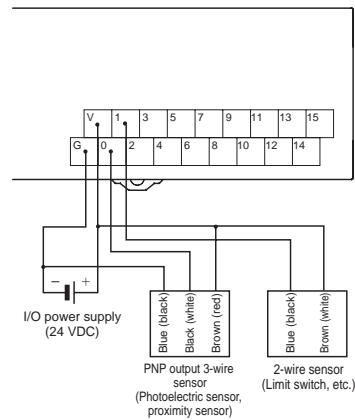 V 1 3 5 7 9 11 13 15
G 0 2 4 6 8 10 12 14
− +
I/O power supply
(24 VDC)
Blue (black)
Black (white)
Brown (red)
PNP output 3-wire
sensor
(Photoelectric sensor,
proximity sensor)
Blue (black)
Brown (white)
2-wire sensor
(Limit switch, etc.)